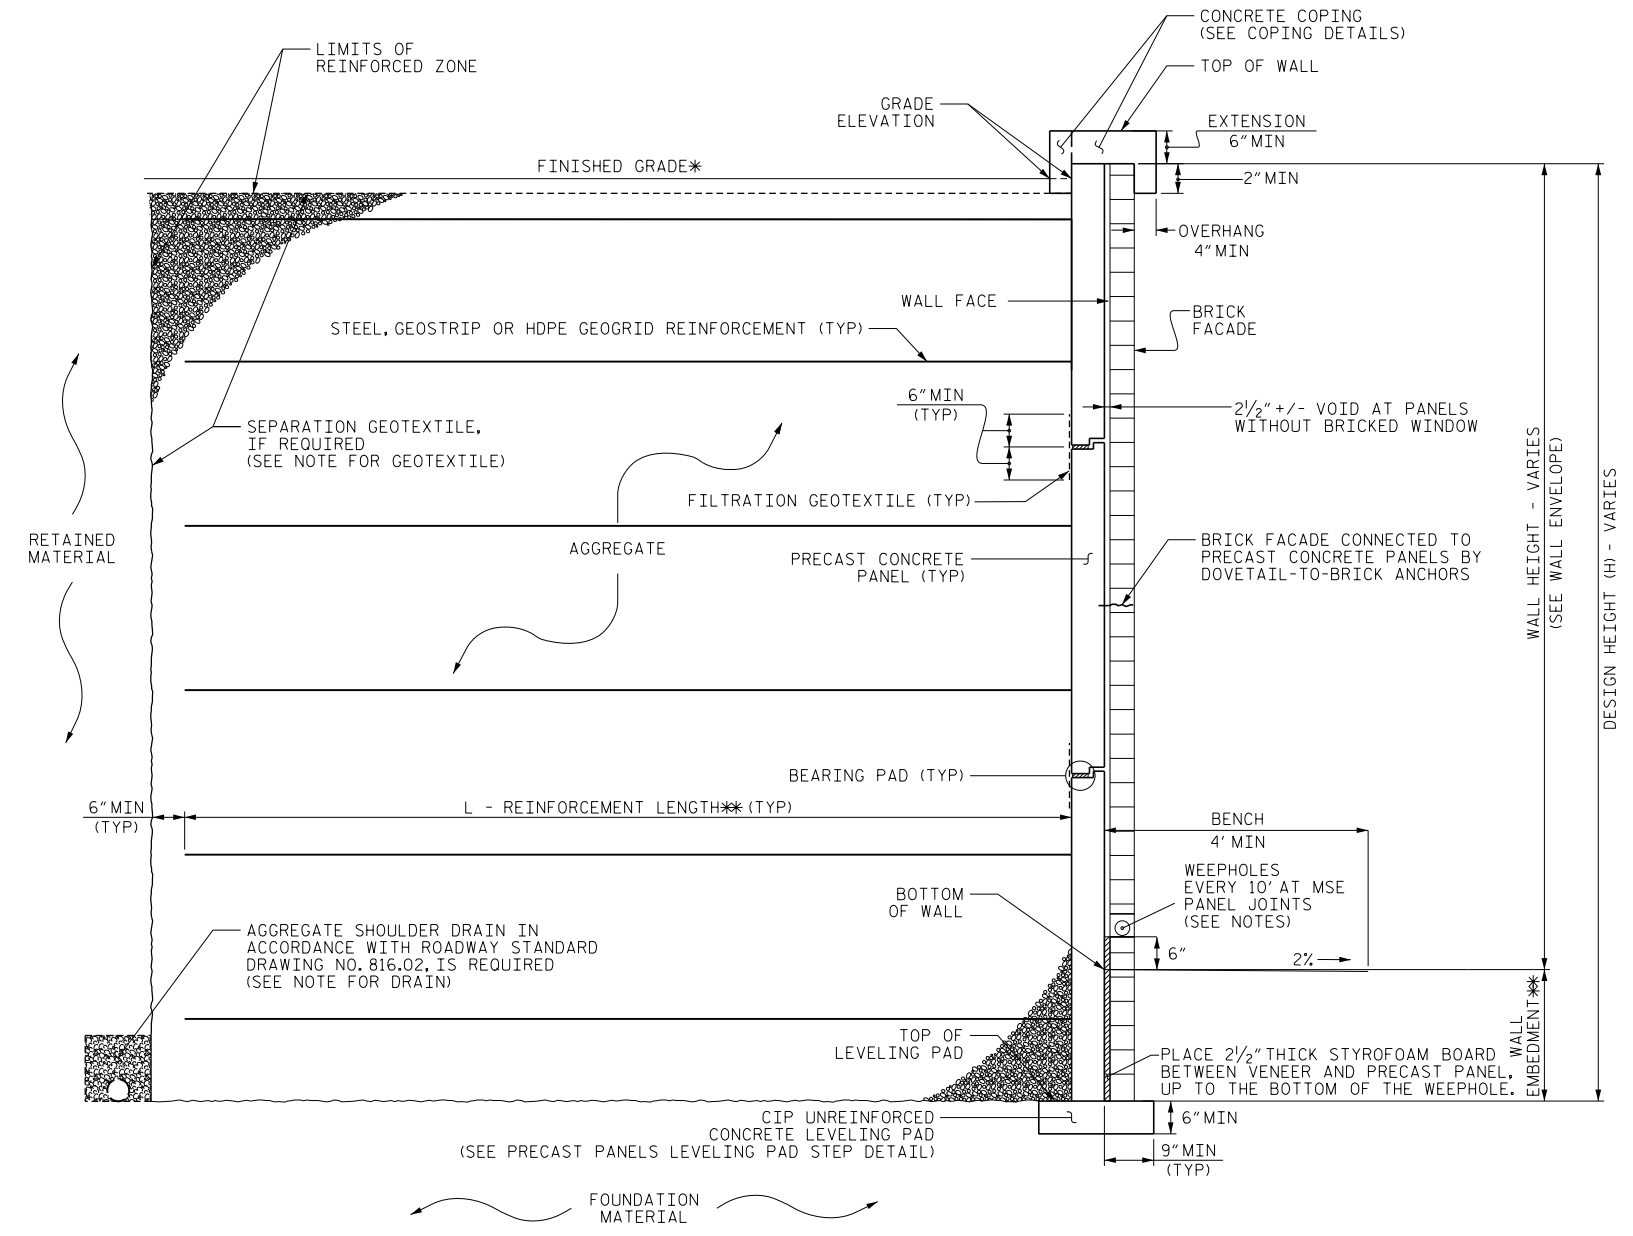 CONCRETE COPING
(SEE COPING DETAILS)
LIMITS OF
REINFORCED ZONE
TOP OF WALL
GRADE
ELEVATION
EXTENSION
6" MIN
FINISHED GRADE*
2" MIN
OVERHANG
4" MIN
WALL FACE
BRICK
FACADE
STEEL, GEOSTRIP OR HDPE GEOGRID REINFORCEMENT (TYP)
6" MIN
(TYP)
2 1/2" +/- VOID AT PANELS
WITHOUT BRICKED WINDOW
SEPARATION GEOTEXTILE,
IF REQUIRED
(SEE NOTE FOR GEOTEXTILE)
FILTRATION GEOTEXTILE (TYP)
RETAINED
MATERIAL
AGGREGATE
PRECAST CONCRETE
PANEL (TYP)
BRICK FACADE CONNECTED TO
PRECAST CONCRETE PANELS BY
DOVETAIL-TO-BRICK ANCHORS
WALL HEIGHT - VARIES
(SEE WALL ENVELOPE)
DESIGN HEIGHT (H) - VARIES
BEARING PAD (TYP)
6" MIN
(TYP)
L - REINFORCEMENT LENGTH** (TYP)
BENCH
4' MIN
WEEPHOLES
EVERY 10' AT MSE
PANEL JOINTS
(SEE NOTES)
BOTTOM
OF WALL
AGGREGATE SHOULDER DRAIN IN
ACCORDANCE WITH ROADWAY STANDARD
DRAWING NO. 816.02, IS REQUIRED
(SEE NOTE FOR DRAIN)
6"
2%
WALL
EMBEDMENT**
TOP OF
LEVELING PAD
PLACE 2 1/2" THICK STYROFOAM BOARD
BETWEEN VENEER AND PRECAST PANEL,
UP TO THE BOTTOM OF THE WEEPHOLE.
CIP UNREINFORCED
CONCRETE LEVELING PAD
(SEE PRECAST PANELS LEVELING PAD STEP DETAIL)
6" MIN
9" MIN
(TYP)
FOUNDATION
MATERIAL